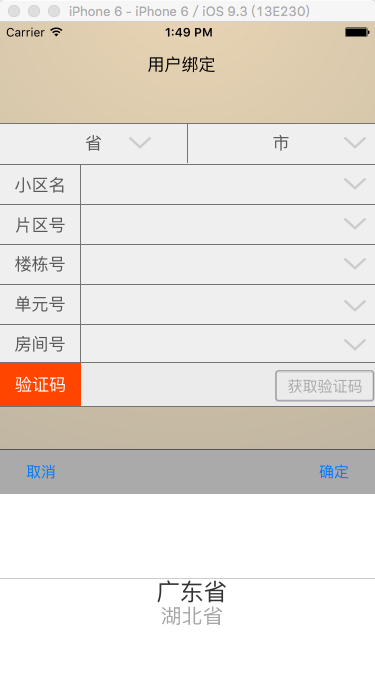 iPhone 6 - iPhone 6 / iOS 9.3 (13E230)
Carrier 1:49 PM
用户绑定
省 市
小区名
片区号
楼栋号
单元号
房间号
验证码 获取验证码
取消 确定
广东省
湖北省